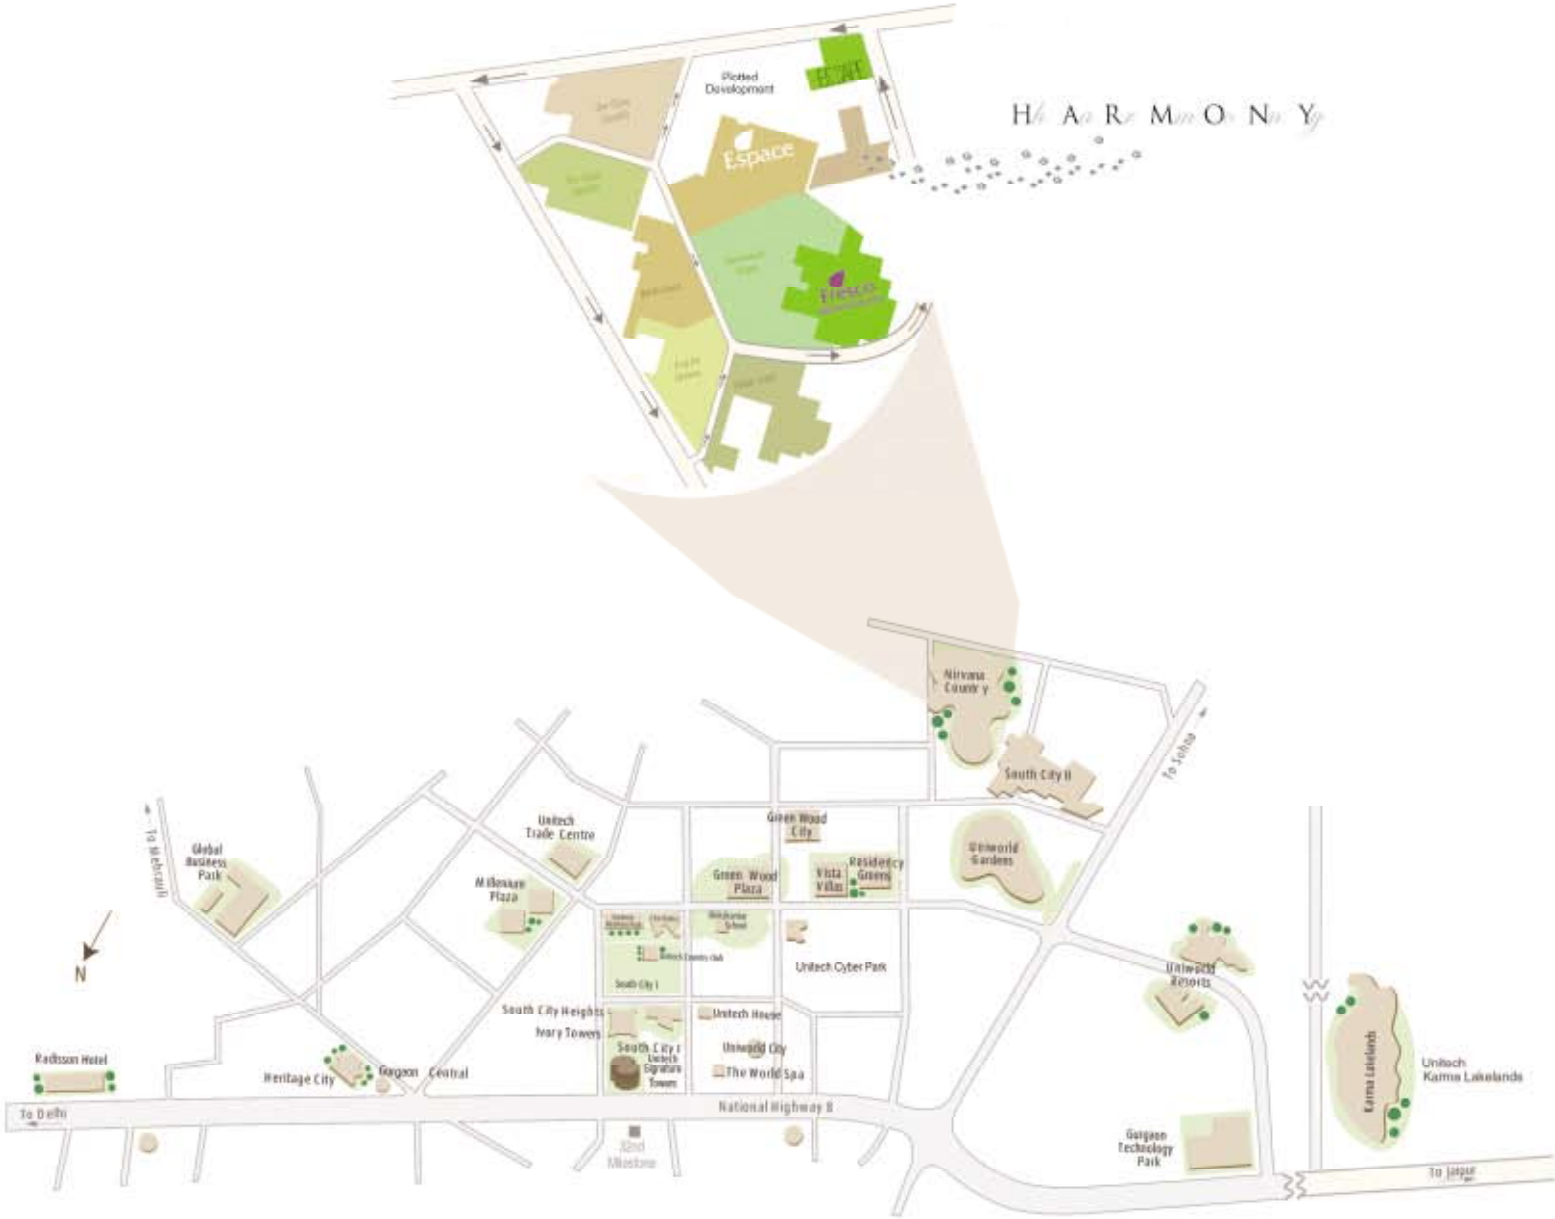 Plotted
Development
ESCAPE
HARMONY
Espace
Fresco
Nirvana
Country
South City II
To Sohna
Green Wood
City
Unitech
Trade Centre
To Mehrauli
Global
Business
Park
Millenium
Plaza
Green Wood
Plaza
Vista
Villas
Residency
Greens
Uniworld
Gardens
Unitech Country club
South City I
Unitech Cyber Park
Uniworld
Resorts
N
South City Heights
Ivory Towers
Unitech House
South City I
Uniworld City
Unitech
Signature
Towers
The World Spa
Radisson Hotel
Heritage City
Gurgaon Central
Karma Lakelands
Unitech
Karma Lakelands
To Delhi
National Highway 8
32nd
Milestone
Gurgaon
Technology
Park
To Jaipur